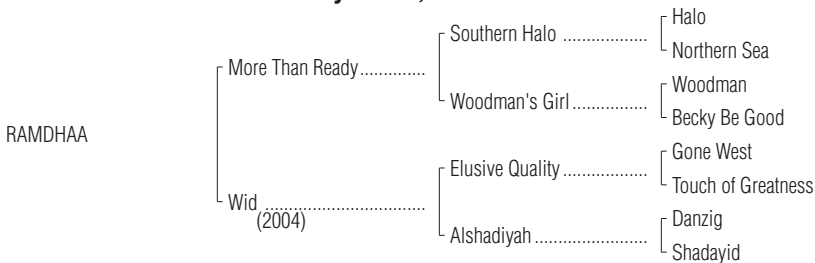 Halo
Southern Halo ..................
Northern Sea
More Than Ready..............
Woodman
Woodman's Girl................
Becky Be Good
RAMDHAA
Gone West
Elusive Quality ..................
Touch of Greatness
Wid ..................................
(2004)
Danzig
Alshadiyah ........................
Shadayid